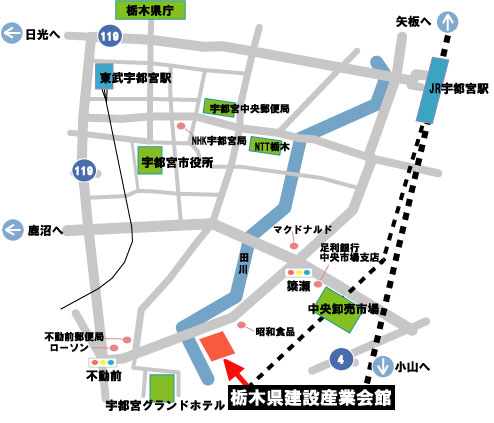 栃木県庁
矢板へ
日光へ
119
東武宇都宮駅
JR宇都宮駅
宇都宮中央郵便局
NHK宇都宮局
NTT栃木
宇都宮市役所
119
鹿沼へ
マクドナルド
足利銀行
中央市場支店
田川
簗瀬
中央卸売市場
昭和食品
不動前郵便局
ローソン
不動前
4
小山へ
宇都宮グランドホテル
栃木県建設産業会館